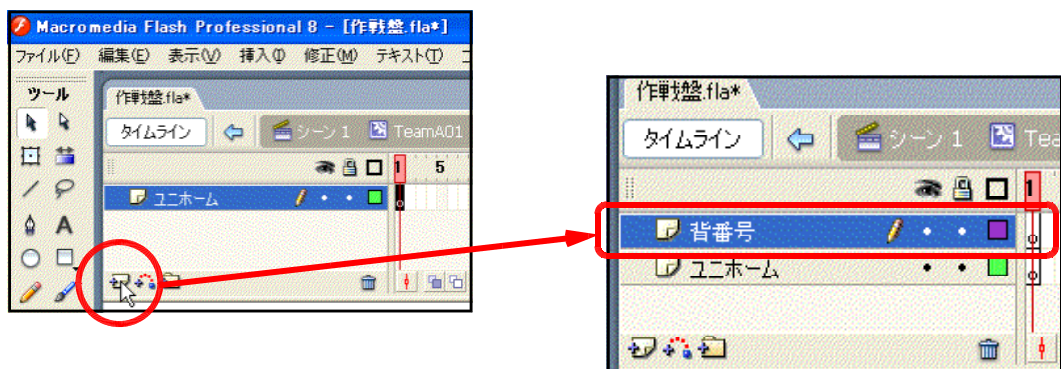 Macromedia Flash Professional 8 - [作戦盤.fla*]
ファイル(F) 編集(E) 表示(V) 挿入(I) 修正(M) テキスト(T)
ツール
作戦盤.fla*
タイムライン シーン 1 TeamA01
1 5
ユニホーム
A
作戦盤.fla*
タイムライン シーン 1 Tea
1
背番号
ユニホーム